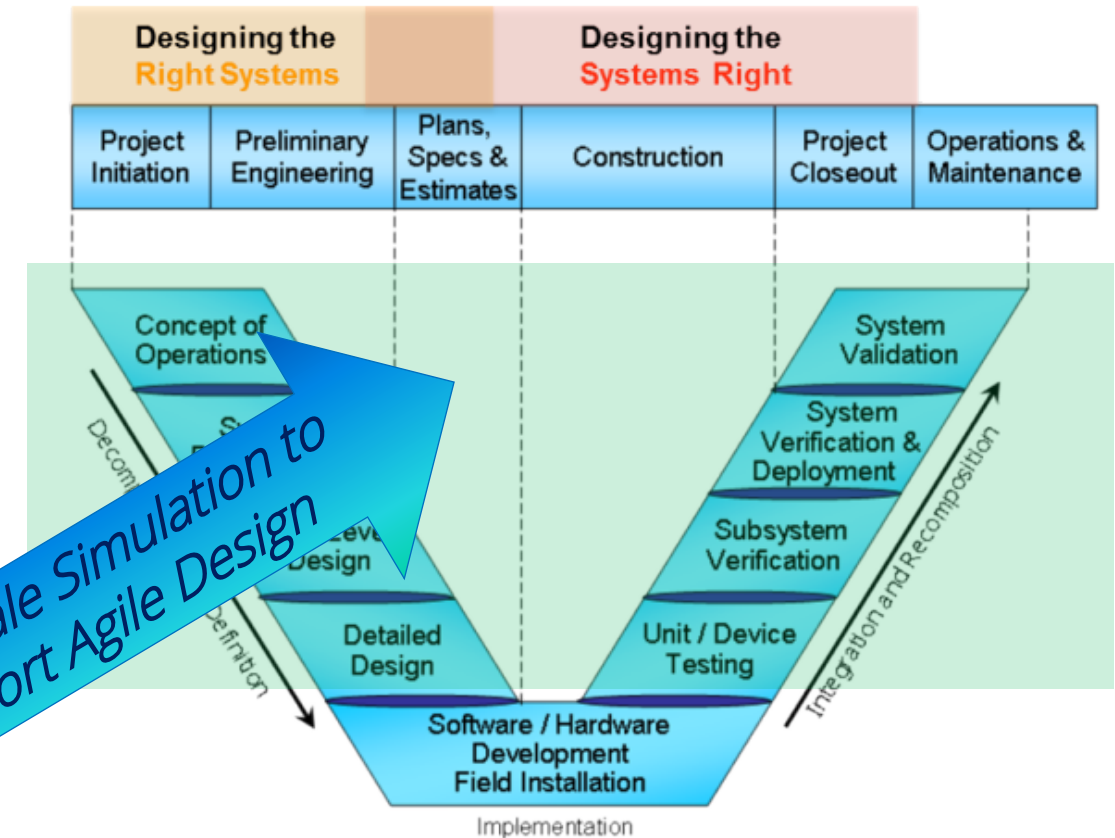 Designing the
Right Systems
Designing the
Systems Right
Project
Initiation
Preliminary
Engineering
Plans,
Specs &
Estimates
Construction
Project
Closeout
Operations &
Maintenance
Concept of
Operations
Simulation to
Agile Design
Design
Detailed
Design
Definition
Software / Hardware
Development
Field Installation
Implementation
System
Validation
System
Verification &
Deployment
Subsystem
Verification
Unit / Device
Testing
Integration and Recomposition